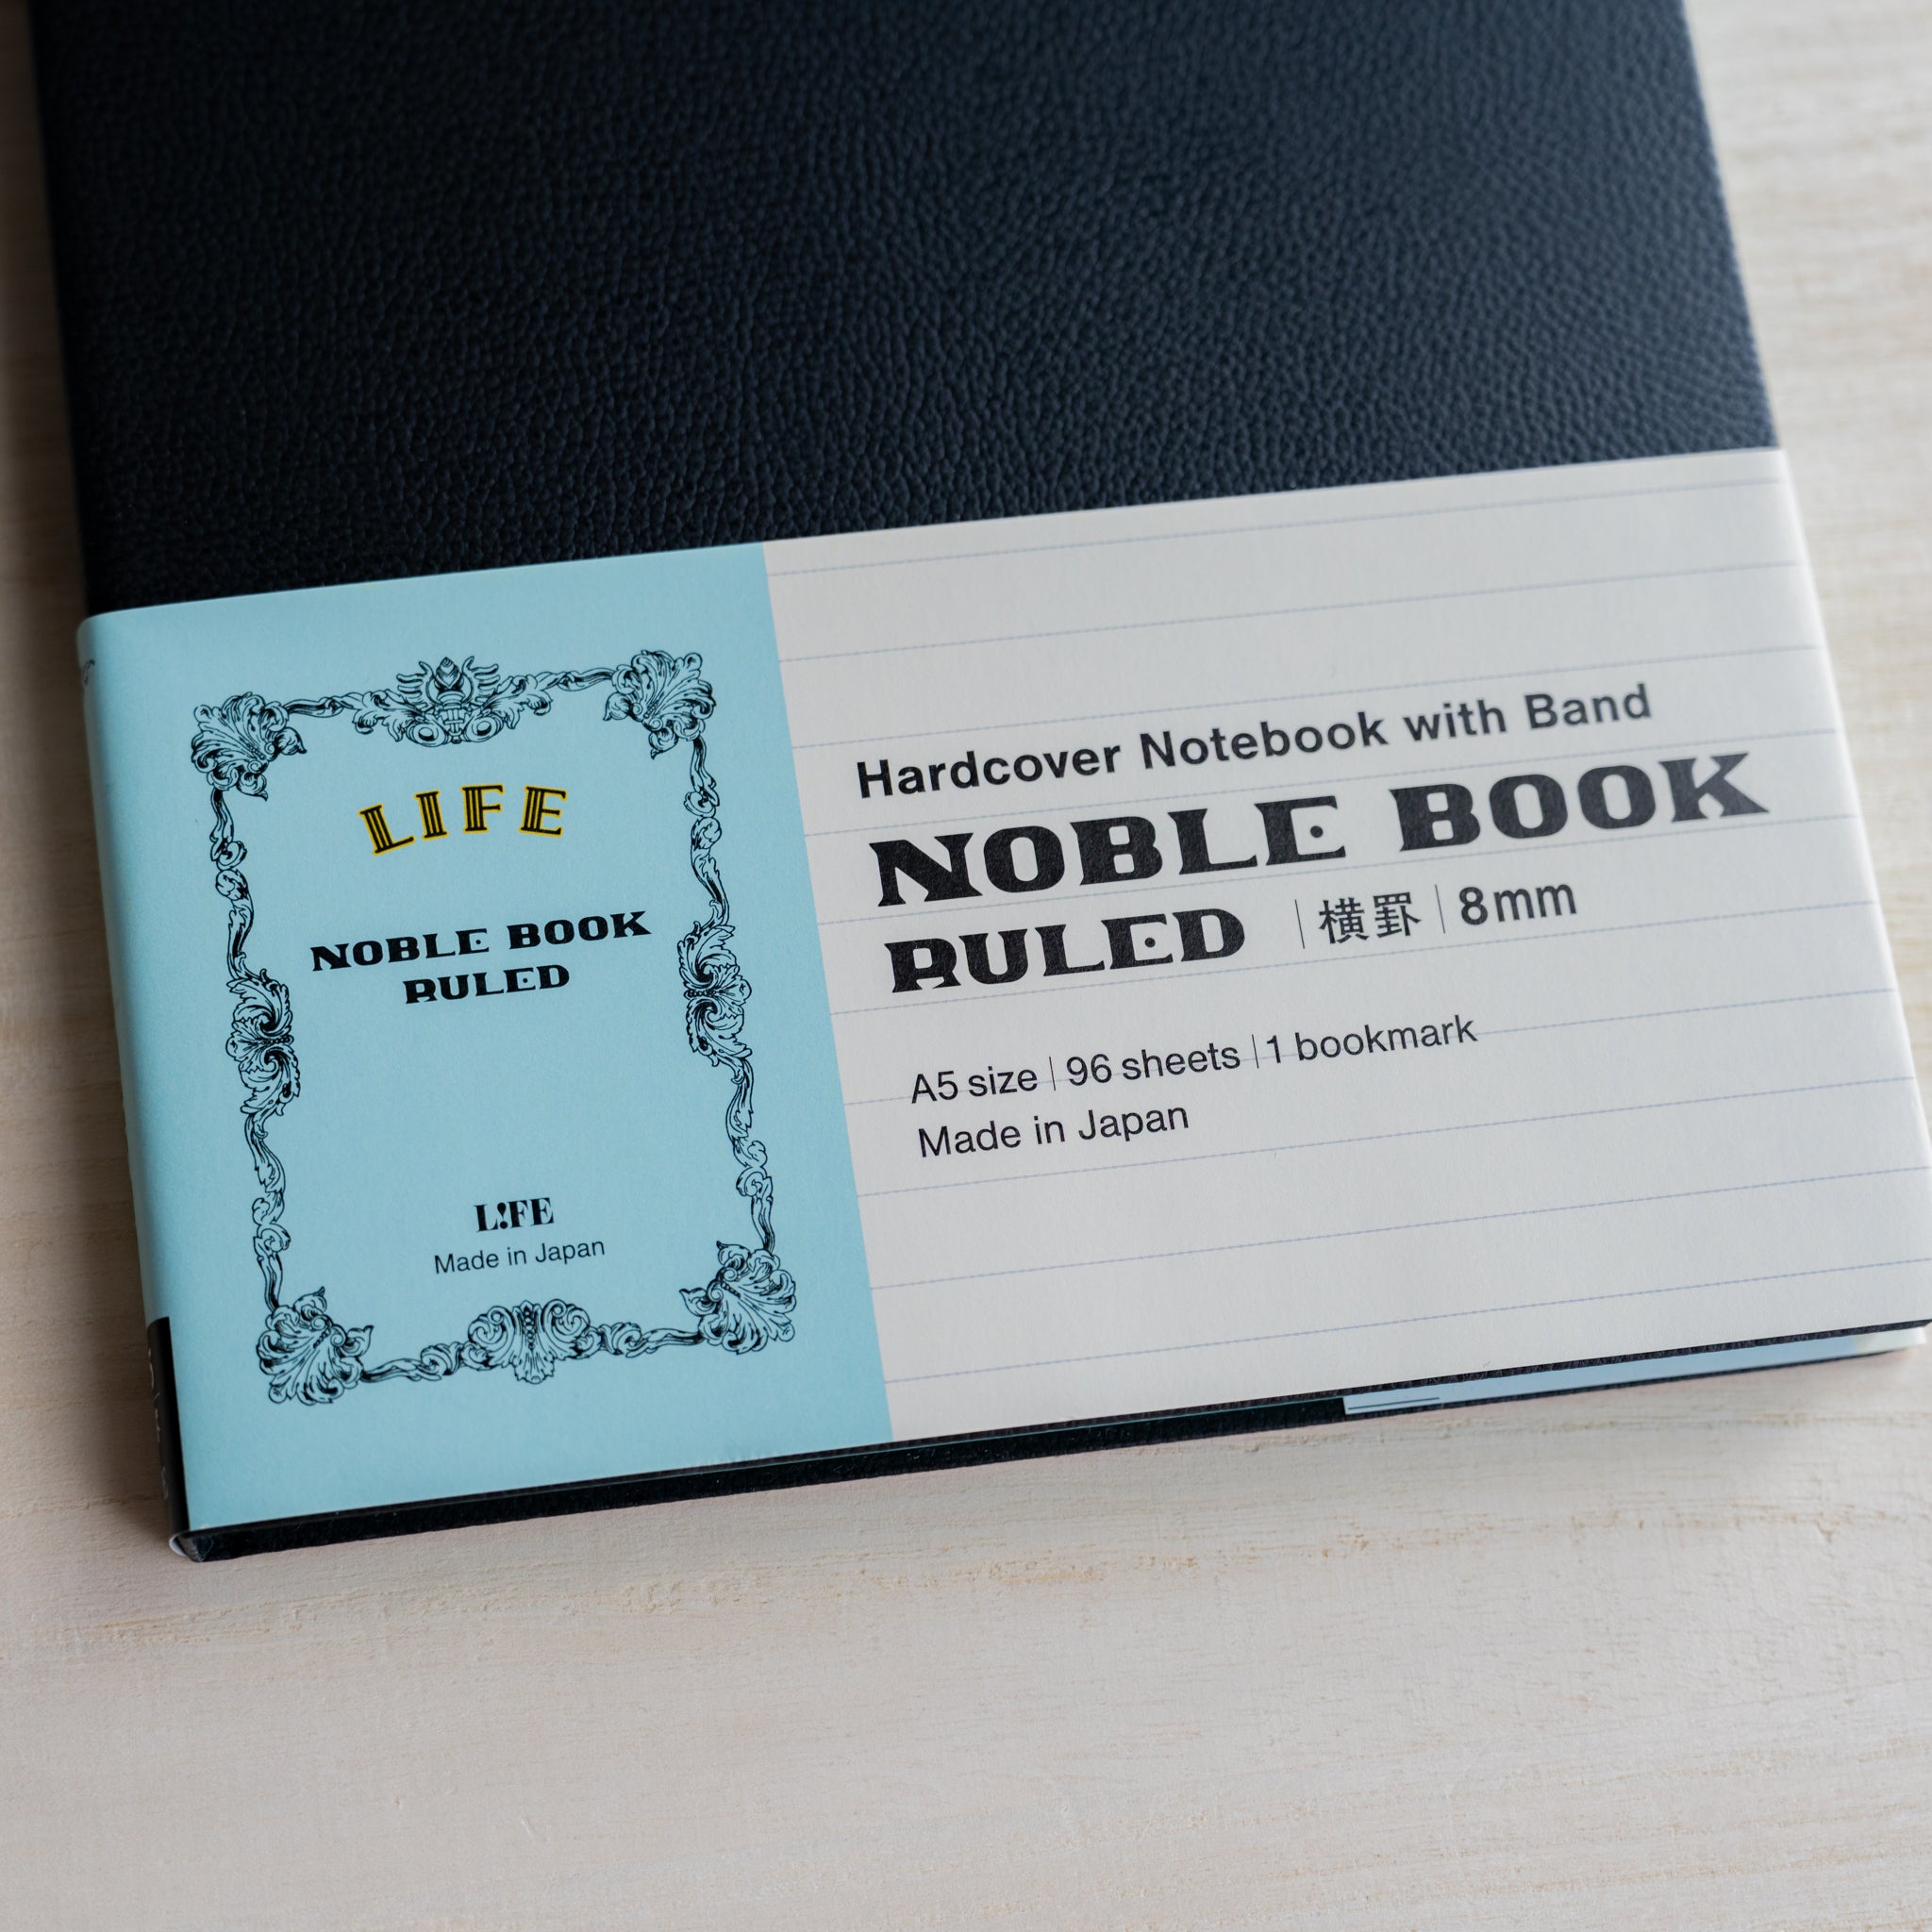 LIFE
NOBLE BOOK
RULED
L!FE
Made in Japan
Hardcover Notebook with Band
NOBLE BOOK
RULED | 横罫 | 8mm
A5 size | 96 sheets | 1 bookmark
Made in Japan